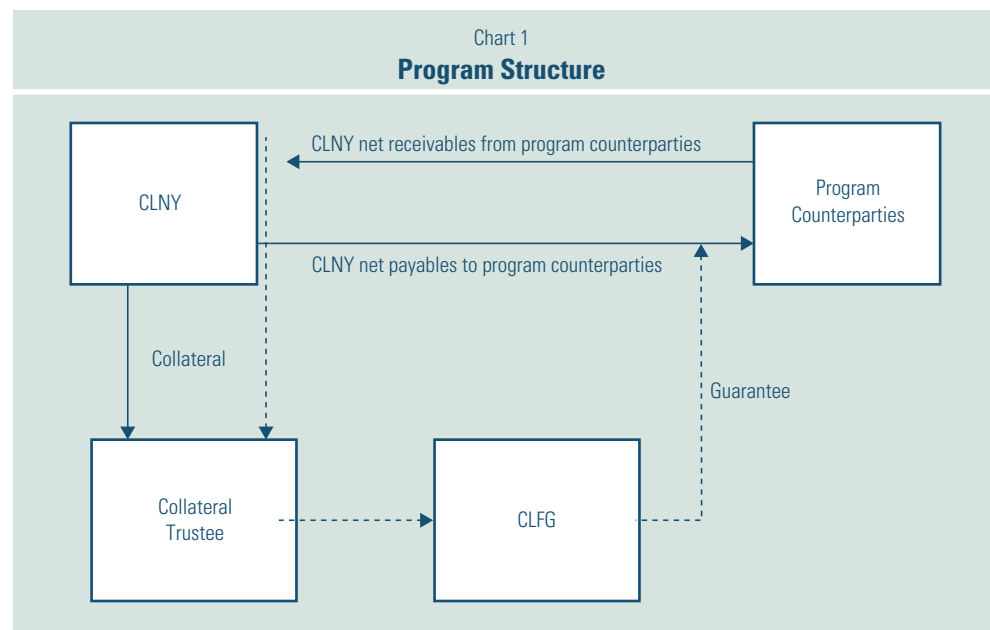 Chart 1
Program Structure
CLNY net receivables from program counterparties
CLNY
Program
Counterparties
CLNY net payables to program counterparties
Collateral
Guarantee
Collateral
Trustee
CLFG